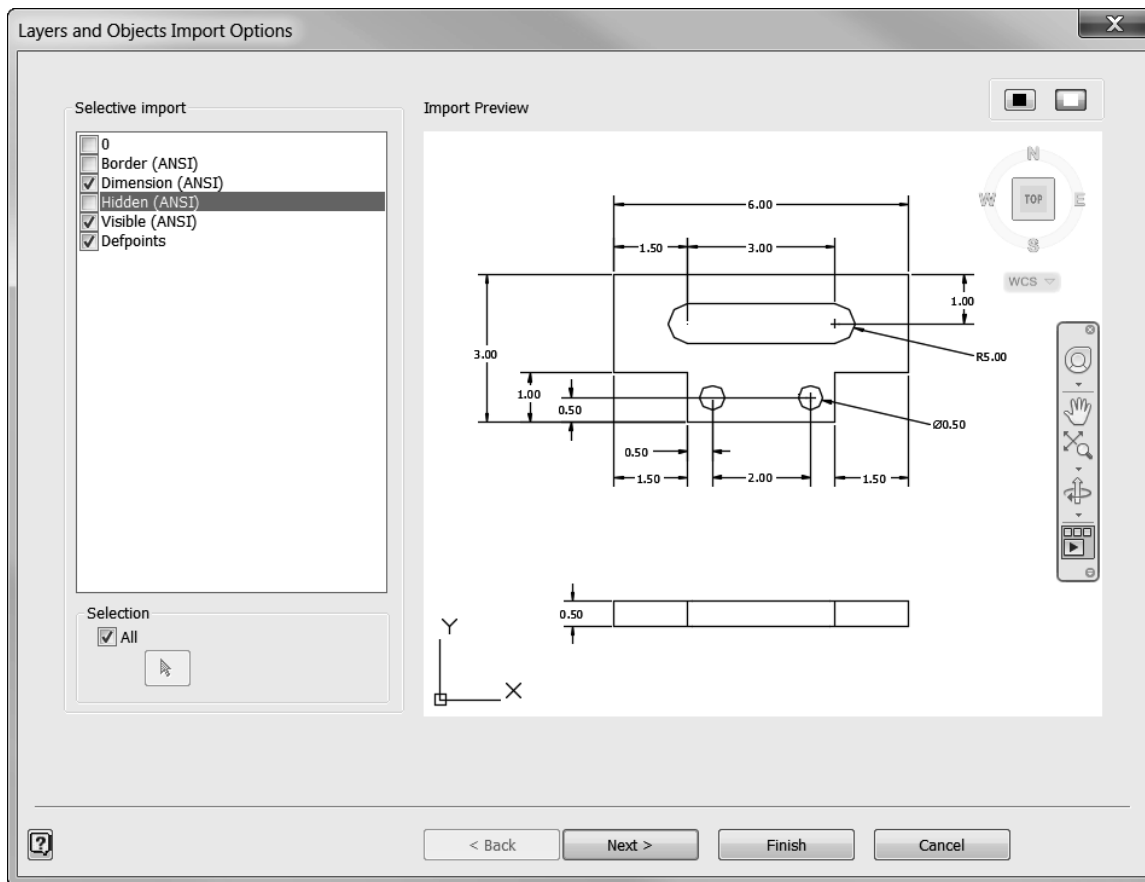 Layers and Objects Import Options
X
Selective import
Import Preview
0
Border (ANSI)
Dimension (ANSI)
Hidden (ANSI)
Visible (ANSI)
Defpoints
N
W
TOP
E
S
WCS
6.00
1.50
3.00
1.00
3.00
R5.00
1.00
0.50
Ø0.50
0.50
1.50
2.00
1.50
0.50
Y
X
Selection
All
?
< Back
Next >
Finish
Cancel